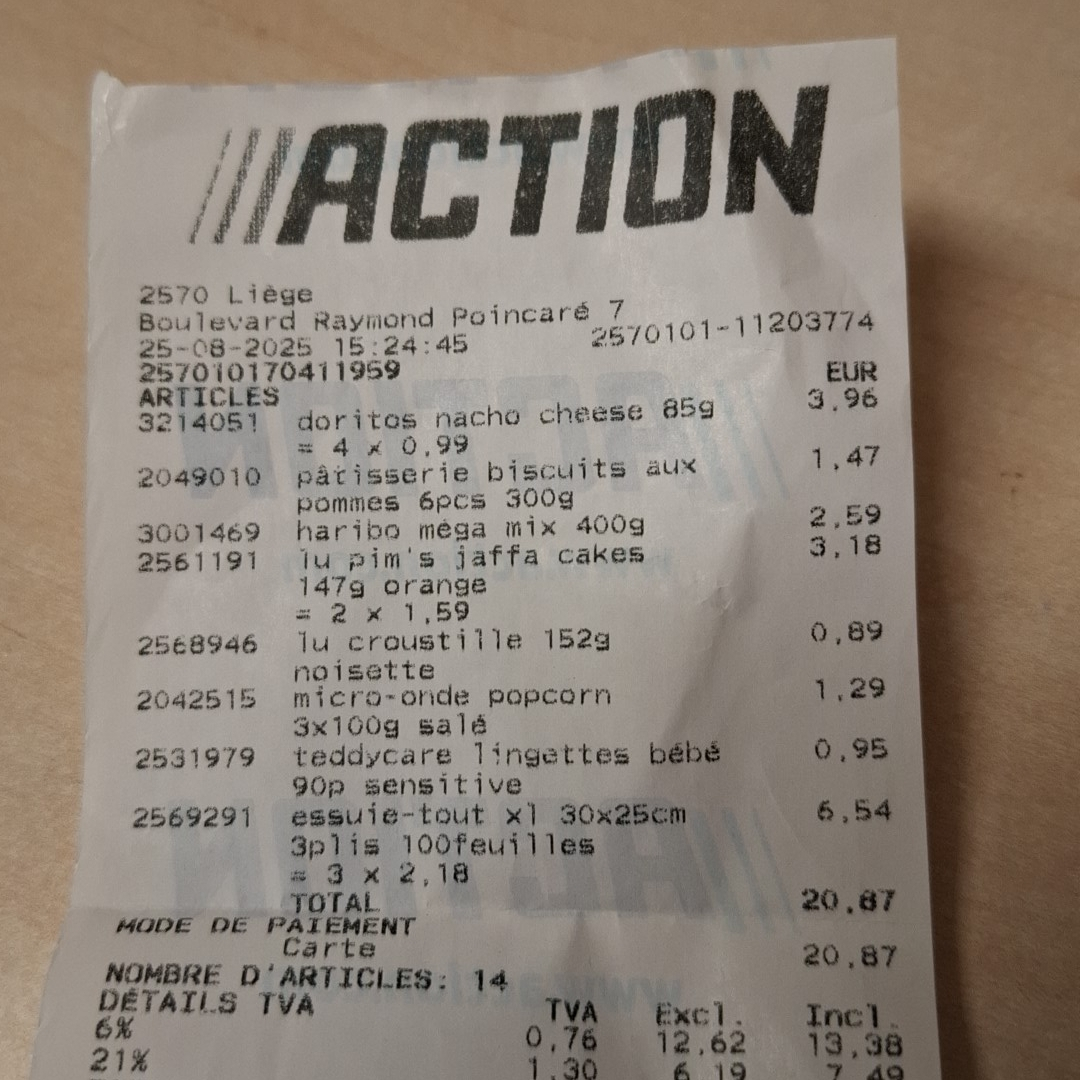 ///ACTION
2570 Liège
Boulevard Raymond Poincaré 7
25-08-2025 15:24:45 2570101-11203774
257010170411959 EUR
ARTICLES
3214051 doritos nacho cheese 85g 3,96
= 4 x 0,99
2049010 pâtisserie biscuits aux 1,47
pommes 6pcs 300g
3001469 haribo méga mix 400g 2,59
2561191 lu pim's jaffa cakes 3,18
147g orange
= 2 x 1,59
2568946 lu croustille 152g 0,89
noisette
2042515 micro-onde popcorn 1,29
3x100g salé
2531979 teddycare lingettes bébé 0,95
90p sensitive
2569291 essuie-tout xl 30x25cm 6,54
3plis 100feuilles
= 3 x 2,18
TOTAL 20,87
MODE DE PAIEMENT
Carte 20,87
NOMBRE D'ARTICLES: 14
DÉTAILS TVA TVA Excl. Incl.
6% 0,76 12,62 13,38
21% 1,30 6,19 7,49